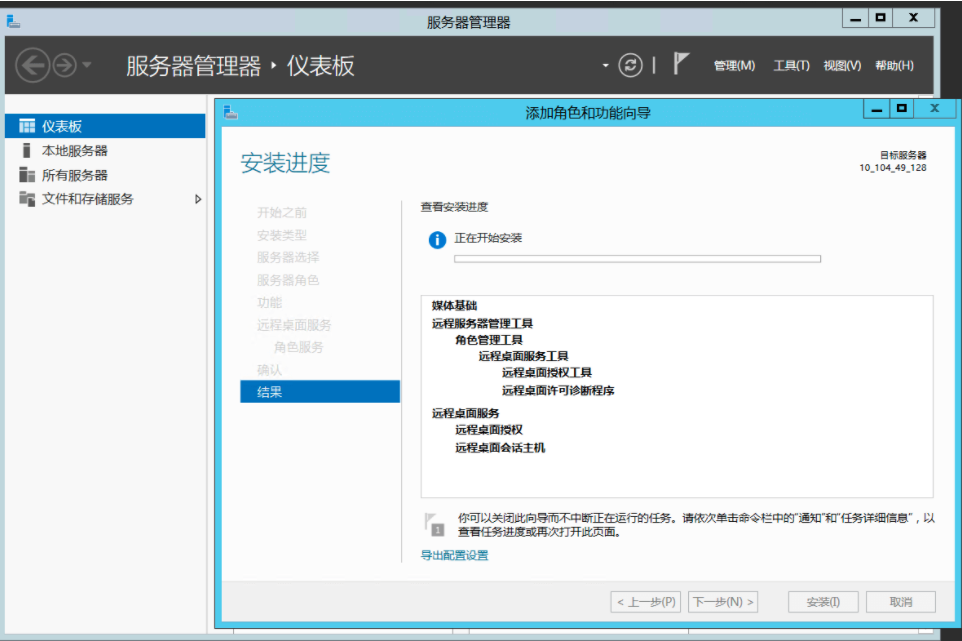 服务器管理器
服务器管理器 ‣ 仪表板
管理(M) 工具(T) 视图(V) 帮助(H)
仪表板
本地服务器
所有服务器
文件和存储服务
添加角色和功能向导
安装进度
目标服务器
10_104_49_128
开始之前
安装类型
服务器选择
服务器角色
功能
远程桌面服务
角色服务
确认
结果
查看安装进度
正在开始安装
媒体基础
远程服务器管理工具
角色管理工具
远程桌面服务工具
远程桌面授权工具
远程桌面许可诊断程序
远程桌面服务
远程桌面授权
远程桌面会话主机
1
你可以关闭此向导而不中断正在运行的任务。请依次单击命令栏中的"通知"和"任务详细信息"，以
查看任务进度或再次打开此页面。
导出配置设置
< 上一步(P) 下一步(N) > 安装(I) 取消